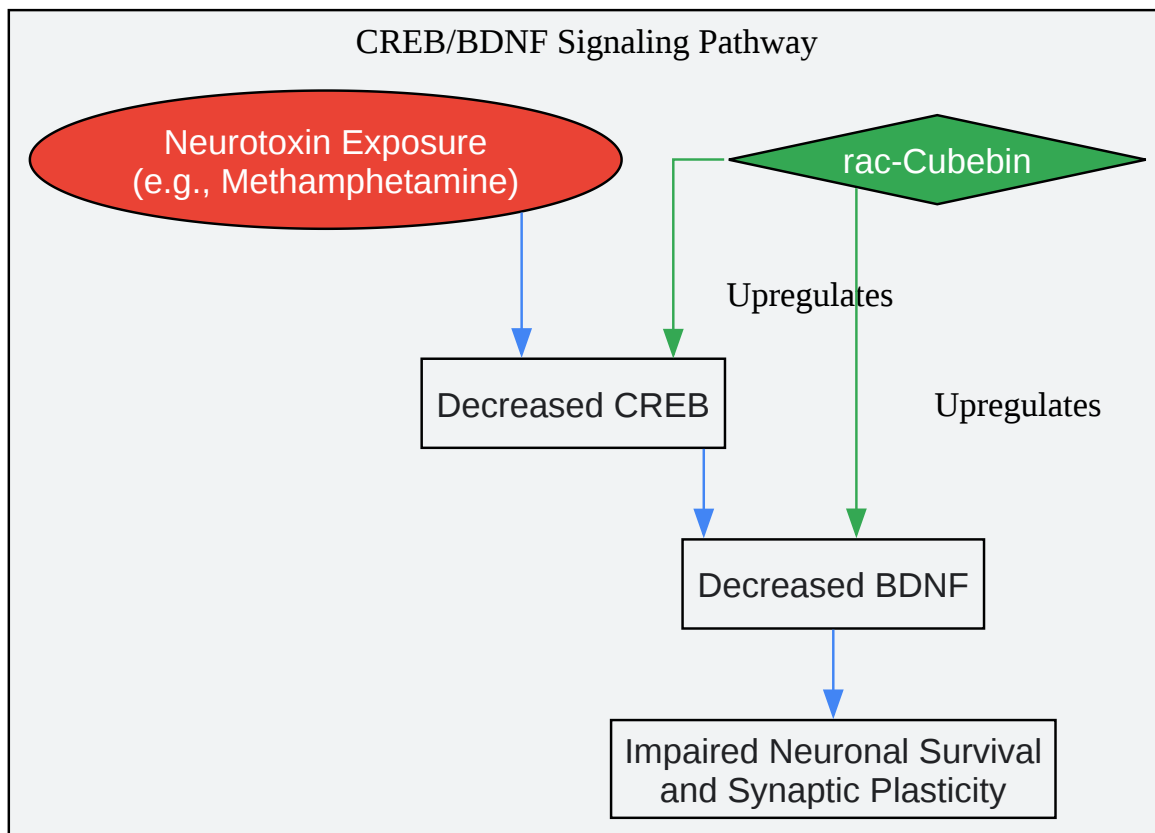 CREB/BDNF Signaling Pathway
Neurotoxin Exposure
(e.g., Methamphetamine)
rac-Cubebin
Upregulates
Decreased CREB
Upregulates
Decreased BDNF
Impaired Neuronal Survival
and Synaptic Plasticity